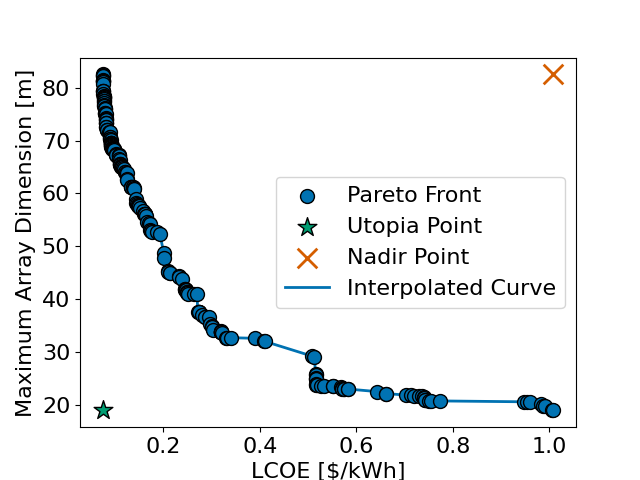 80
70
60
50
40
30
20
Maximum Array Dimension [m]
Pareto Front
Utopia Point
Nadir Point
Interpolated Curve
0.2 0.4 0.6 0.8 1.0
LCOE [$/kWh]